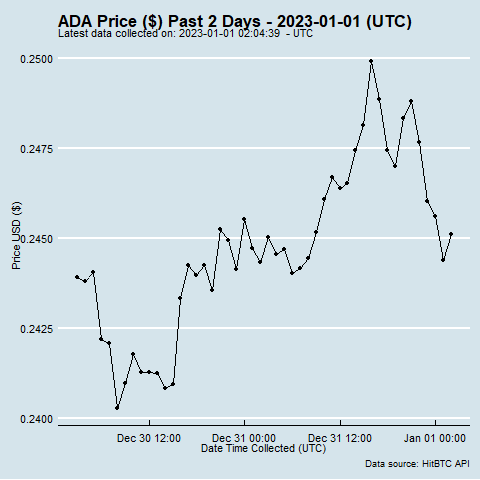 ADA Price ($) Past 2 Days - 2023-01-01 (UTC)
Latest data collected on: 2023-01-01 02:04:39 - UTC
0.2500
0.2475
0.2450
0.2425
0.2400
Price USD ($)
Dec 30 12:00 Dec 31 00:00 Dec 31 12:00 Jan 01 00:00
Date Time Collected (UTC)
Data source: HitBTC API